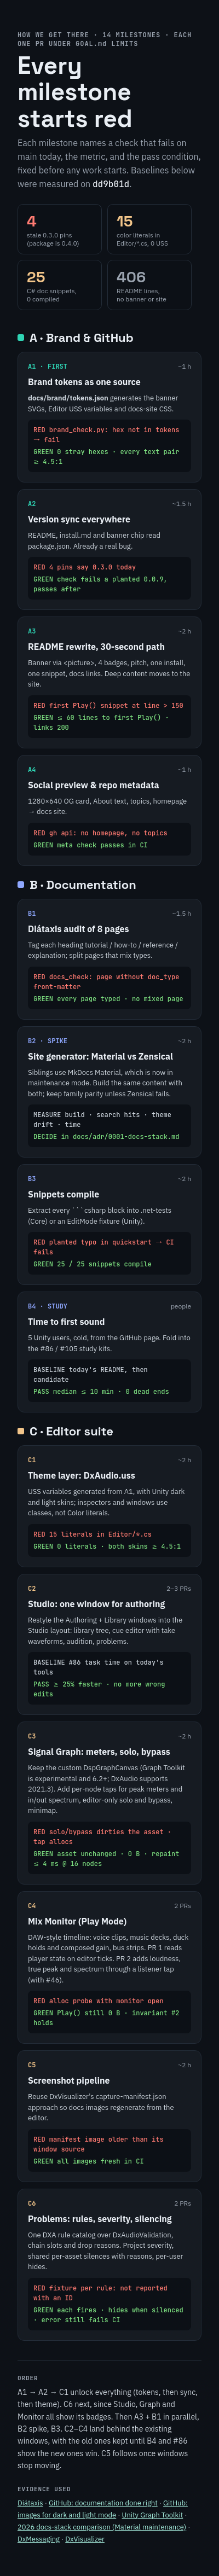 HOW WE GET THERE · 14 MILESTONES · EACH
ONE PR UNDER GOAL.md LIMITS
Every
milestone
starts red
Each milestone names a check that fails on
main today, the metric, and the pass condition,
fixed before any work starts. Baselines below
were measured on dd9b01d.
4
stale 0.3.0 pins
(package is 0.4.0)
15
color literals in
Editor/*.cs, 0 USS
25
C# doc snippets,
0 compiled
406
README lines,
no banner or site
A · Brand & GitHub
A1 · FIRST
~1 h
Brand tokens as one source
docs/brand/tokens.json generates the banner
SVGs, Editor USS variables and docs-site CSS.
RED brand_check.py: hex not in tokens
→ fail
GREEN 0 stray hexes · every text pair
≥ 4.5:1
A2
~1.5 h
Version sync everywhere
README, install.md and banner chip read
package.json. Already a real bug.
RED 4 pins say 0.3.0 today
GREEN check fails a planted 0.0.9,
passes after
A3
~2 h
README rewrite, 30-second path
Banner via <picture>, 4 badges, pitch, one install,
one snippet, docs links. Deep content moves to the
site.
RED first Play() snippet at line > 150
GREEN ≤ 60 lines to first Play() ·
links 200
A4
~1 h
Social preview & repo metadata
1280×640 OG card, About text, topics, homepage
→ docs site.
RED gh api: no homepage, no topics
GREEN meta check passes in CI
B · Documentation
B1
~1.5 h
Diátaxis audit of 8 pages
Tag each heading tutorial / how-to / reference /
explanation; split pages that mix types.
RED docs_check: page without doc_type
front-matter
GREEN every page typed · no mixed page
B2 · SPIKE
~2 h
Site generator: Material vs Zensical
Siblings use MkDocs Material, which is now in
maintenance mode. Build the same content with
both; keep family parity unless Zensical fails.
MEASURE build · search hits · theme
drift · time
DECIDE in docs/adr/0001-docs-stack.md
B3
~2 h
Snippets compile
Extract every ```csharp block into .net-tests
(Core) or an EditMode fixture (Unity).
RED planted typo in quickstart → CI
fails
GREEN 25 / 25 snippets compile
B4 · STUDY
people
Time to first sound
5 Unity users, cold, from the GitHub page. Fold into
the #86 / #105 study kits.
BASELINE today's README, then
candidate
PASS median ≤ 10 min · 0 dead ends
C · Editor suite
C1
~2 h
Theme layer: DxAudio.uss
USS variables generated from A1, with Unity dark
and light skins; inspectors and windows use
classes, not Color literals.
RED 15 literals in Editor/*.cs
GREEN 0 literals · both skins ≥ 4.5:1
C2
2–3 PRs
Studio: one window for authoring
Restyle the Authoring + Library windows into the
Studio layout: library tree, cue editor with take
waveforms, audition, problems.
BASELINE #86 task time on today's
tools
PASS ≥ 25% faster · no more wrong
edits
C3
~2 h
Signal Graph: meters, solo, bypass
Keep the custom DspGraphCanvas (Graph Toolkit
is experimental and 6.2+; DxAudio supports
2021.3). Add per-node taps for peak meters and
in/out spectrum, editor-only solo and bypass,
minimap.
RED solo/bypass dirties the asset ·
tap allocs
GREEN asset unchanged · 0 B · repaint
≤ 4 ms @ 16 nodes
C4
2 PRs
Mix Monitor (Play Mode)
DAW-style timeline: voice clips, music decks, duck
holds and composed gain, bus strips. PR 1 reads
player state on editor ticks. PR 2 adds loudness,
true peak and spectrum through a listener tap
(with #46).
RED alloc probe with monitor open
GREEN Play() still 0 B · invariant #2
holds
C5
~2 h
Screenshot pipeline
Reuse DxVisualizer's capture-manifest.json
approach so docs images regenerate from the
editor.
RED manifest image older than its
window source
GREEN all images fresh in CI
C6
2 PRs
Problems: rules, severity, silencing
One DXA rule catalog over DxAudioValidation,
chain slots and drop reasons. Project severity,
shared per-asset silences with reasons, per-user
hides.
RED fixture per rule: not reported
with an ID
GREEN each fires · hides when silenced
· error still fails CI
ORDER
A1 → A2 → C1 unlock everything (tokens, then sync,
then theme). C6 next, since Studio, Graph and
Monitor all show its badges. Then A3 + B1 in parallel,
B2 spike, B3. C2–C4 land behind the existing
windows, with the old ones kept until B4 and #86
show the new ones win. C5 follows once windows
stop moving.
EVIDENCE USED
Diátaxis · GitHub: documentation done right · GitHub:
images for dark and light mode · Unity Graph Toolkit ·
2026 docs-stack comparison (Material maintenance) ·
DxMessaging · DxVisualizer